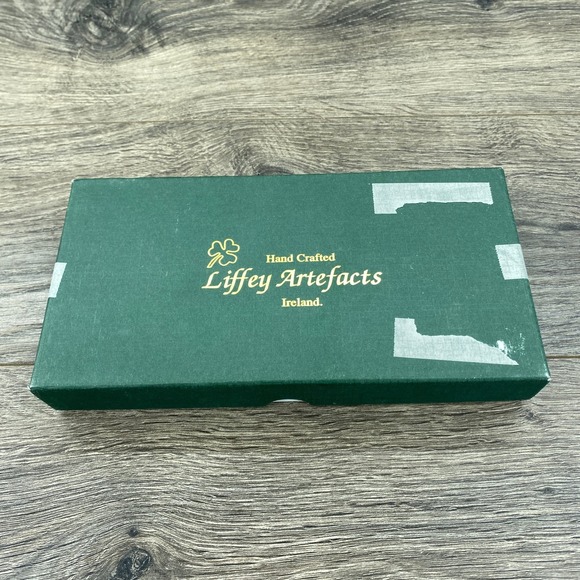 Hand Crafted
Liffey Artefacts
Ireland.